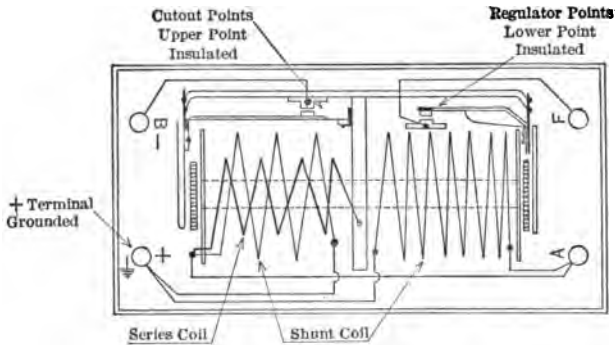 Cutout Points
Upper Point
Insulated
Regulator Points
Lower Point
Insulated
B
−
F
+ Terminal
Grounded
+
A
Series Coil
Shunt Coil